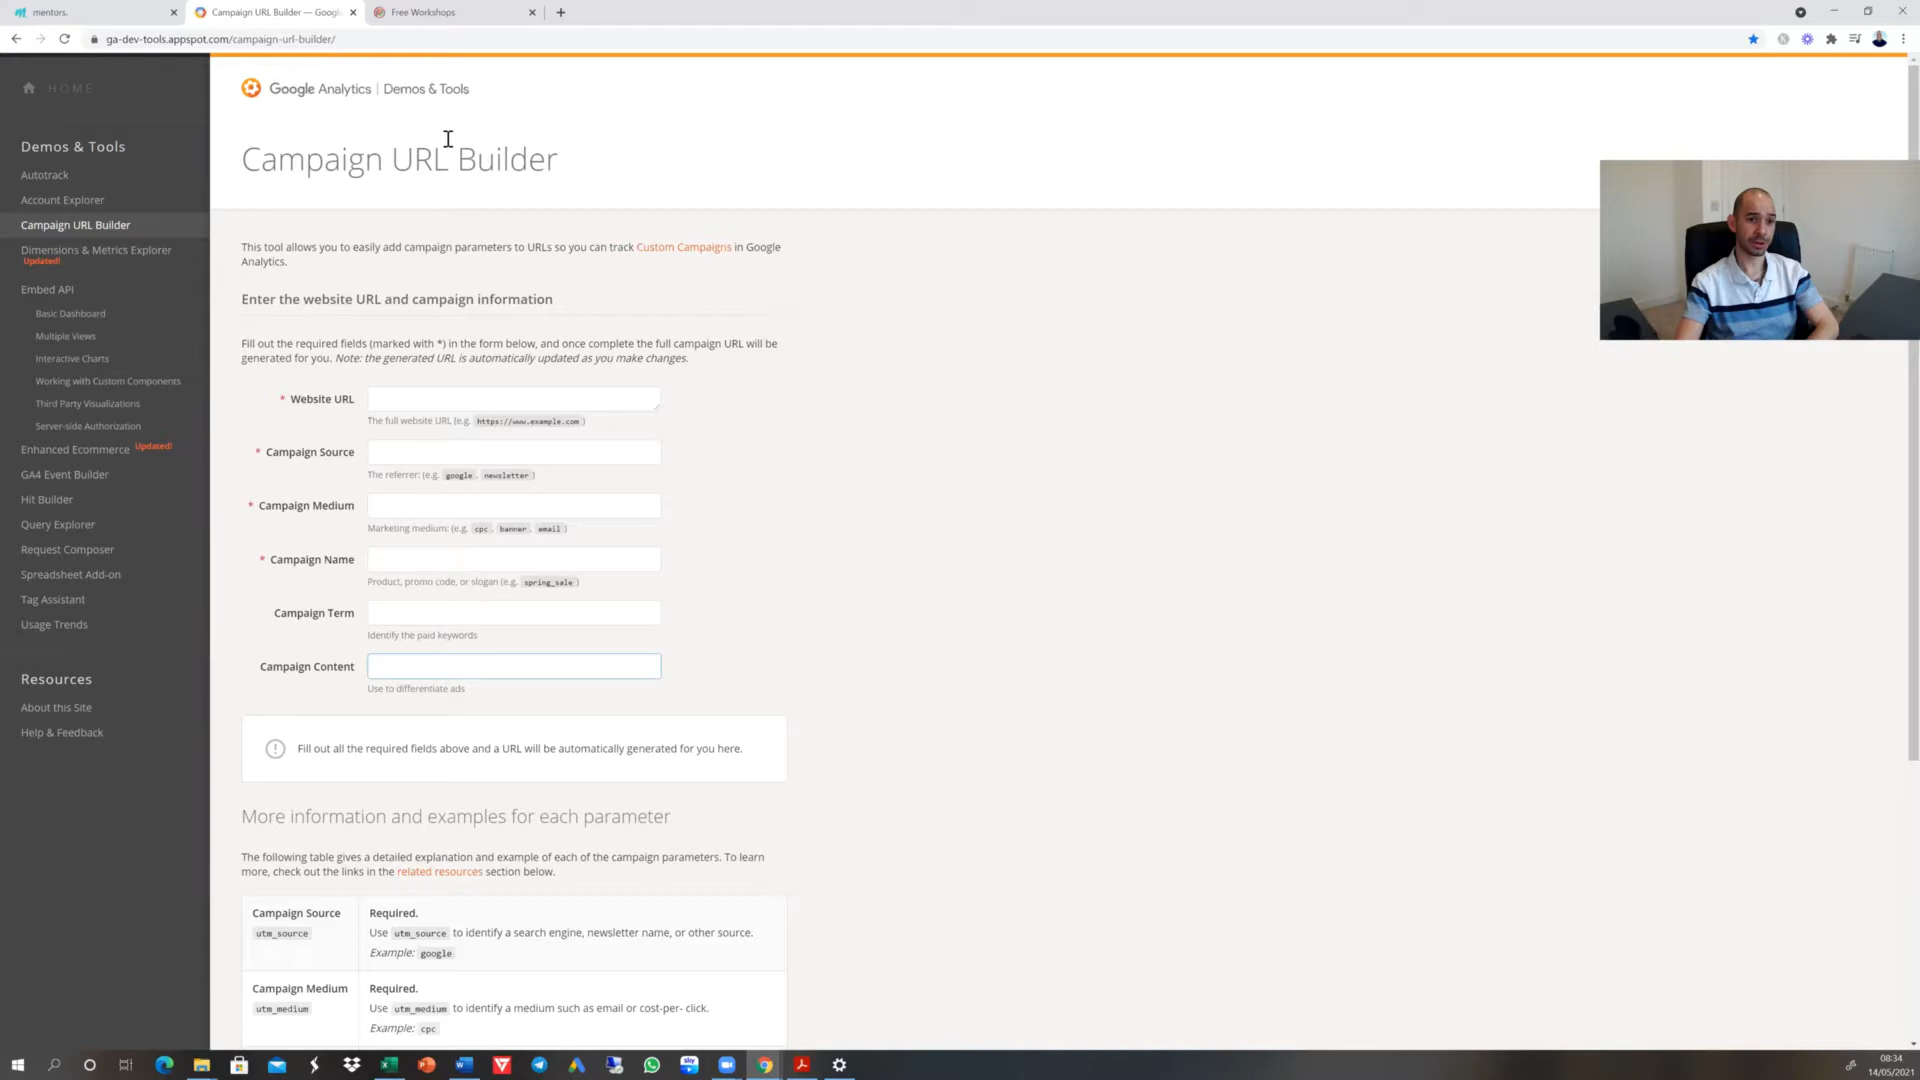 mentors.
Campaign URL Builder — Google
Free Workshops
ga-dev-tools.appspot.com/campaign-url-builder/
HOME
Demos & Tools
Autotrack
Account Explorer
Campaign URL Builder
Dimensions & Metrics Explorer
Updated!
Embed API
Basic Dashboard
Multiple Views
Interactive Charts
Working with Custom Components
Third Party Visualizations
Server-side Authorization
Enhanced Ecommerce Updated!
GA4 Event Builder
Hit Builder
Query Explorer
Request Composer
Spreadsheet Add-on
Tag Assistant
Usage Trends
Resources
About this Site
Help & Feedback
Google Analytics | Demos & Tools
Campaign URL Builder
This tool allows you to easily add campaign parameters to URLs so you can track Custom Campaigns in Google
Analytics.
Enter the website URL and campaign information
Fill out the required fields (marked with *) in the form below, and once complete the full campaign URL will be
generated for you. Note: the generated URL is automatically updated as you make changes.
* Website URL
The full website URL (e.g. https://www.example.com )
* Campaign Source
The referrer: (e.g. google, newsletter )
* Campaign Medium
Marketing medium: (e.g. cpc, banner, email )
* Campaign Name
Product, promo code, or slogan (e.g. spring_sale )
Campaign Term
Identify the paid keywords
Campaign Content
Use to differentiate ads
Fill out all the required fields above and a URL will be automatically generated for you here.
More information and examples for each parameter
The following table gives a detailed explanation and example of each of the campaign parameters. To learn
more, check out the links in the related resources section below.
Campaign Source
utm_source
Required.
Use utm_source to identify a search engine, newsletter name, or other source.
Example: google
Campaign Medium
utm_medium
Required.
Use utm_medium to identify a medium such as email or cost-per- click.
Example: cpc
sky
08:34
14/05/2021